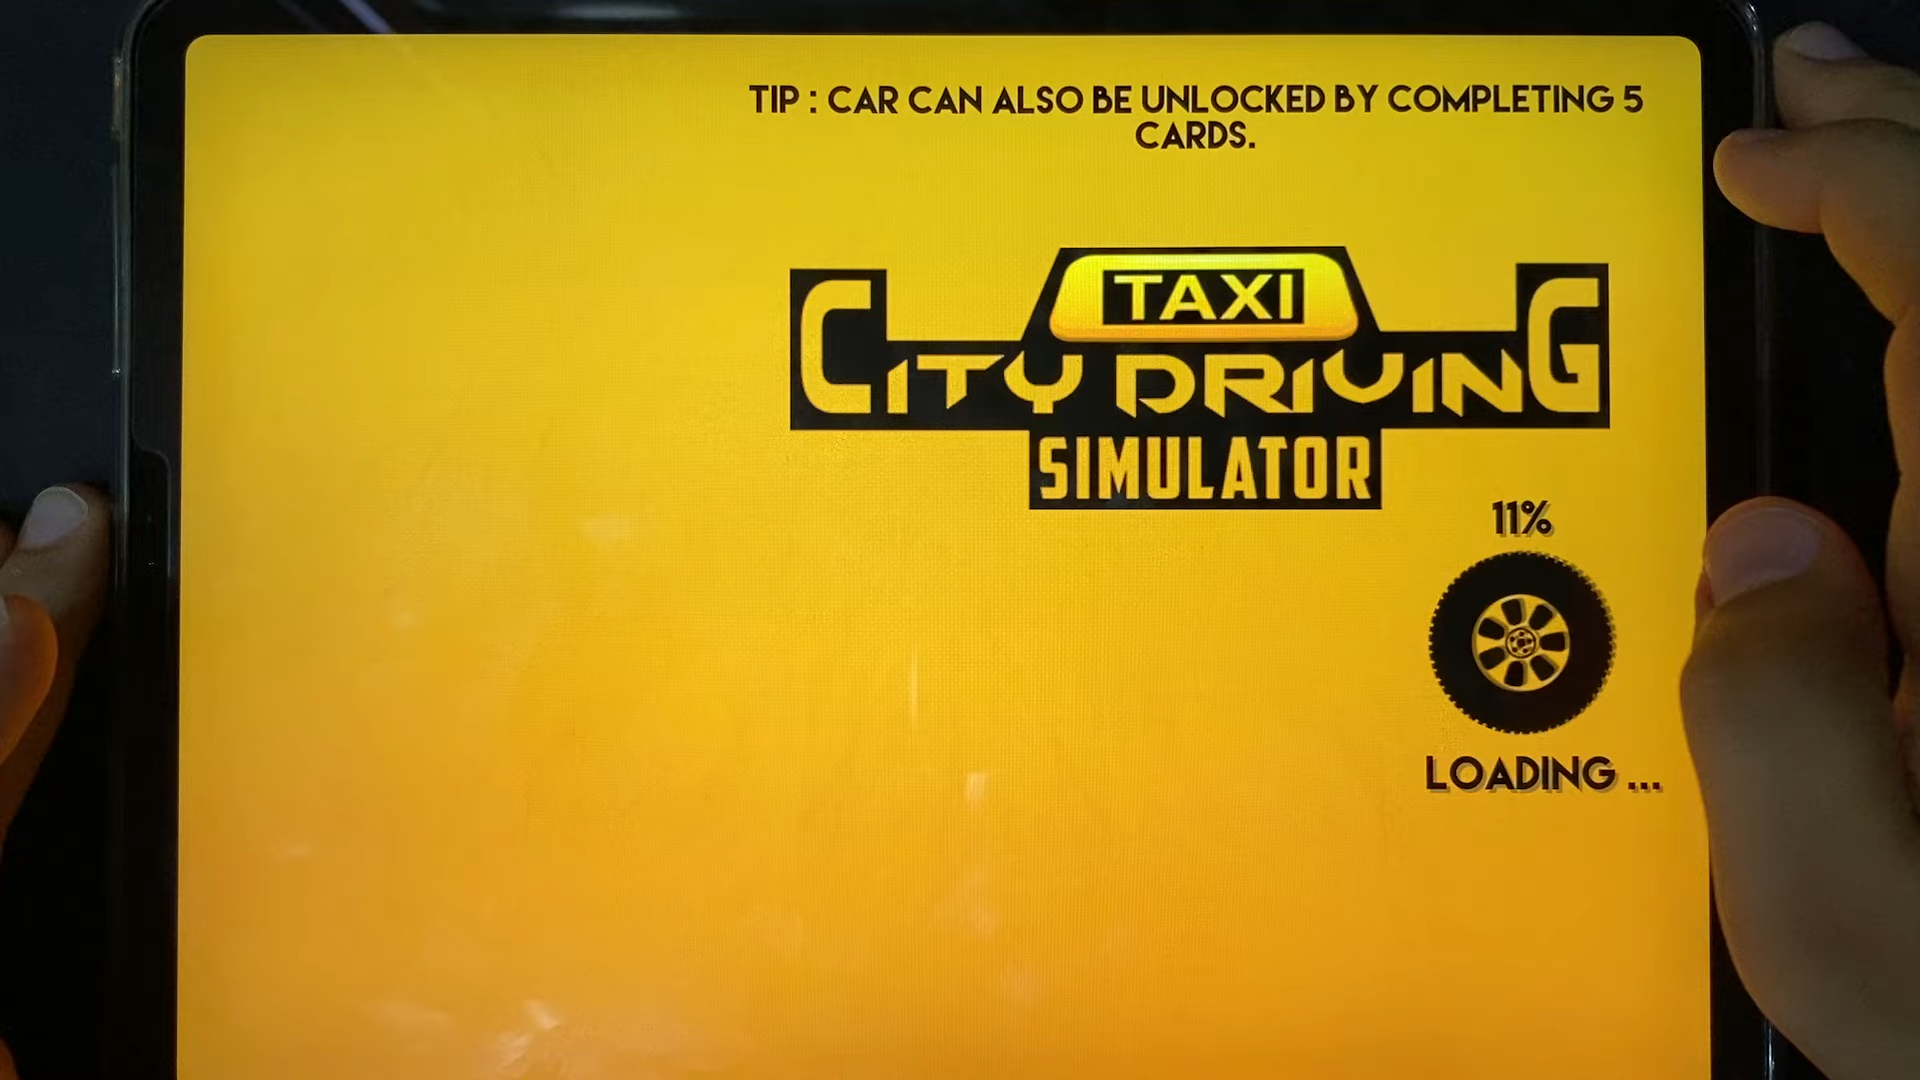 TIP : CAR CAN ALSO BE UNLOCKED BY COMPLETING 5
CARDS.
TAXI
CITY DRIVING
SIMULATOR
11%
LOADING ...